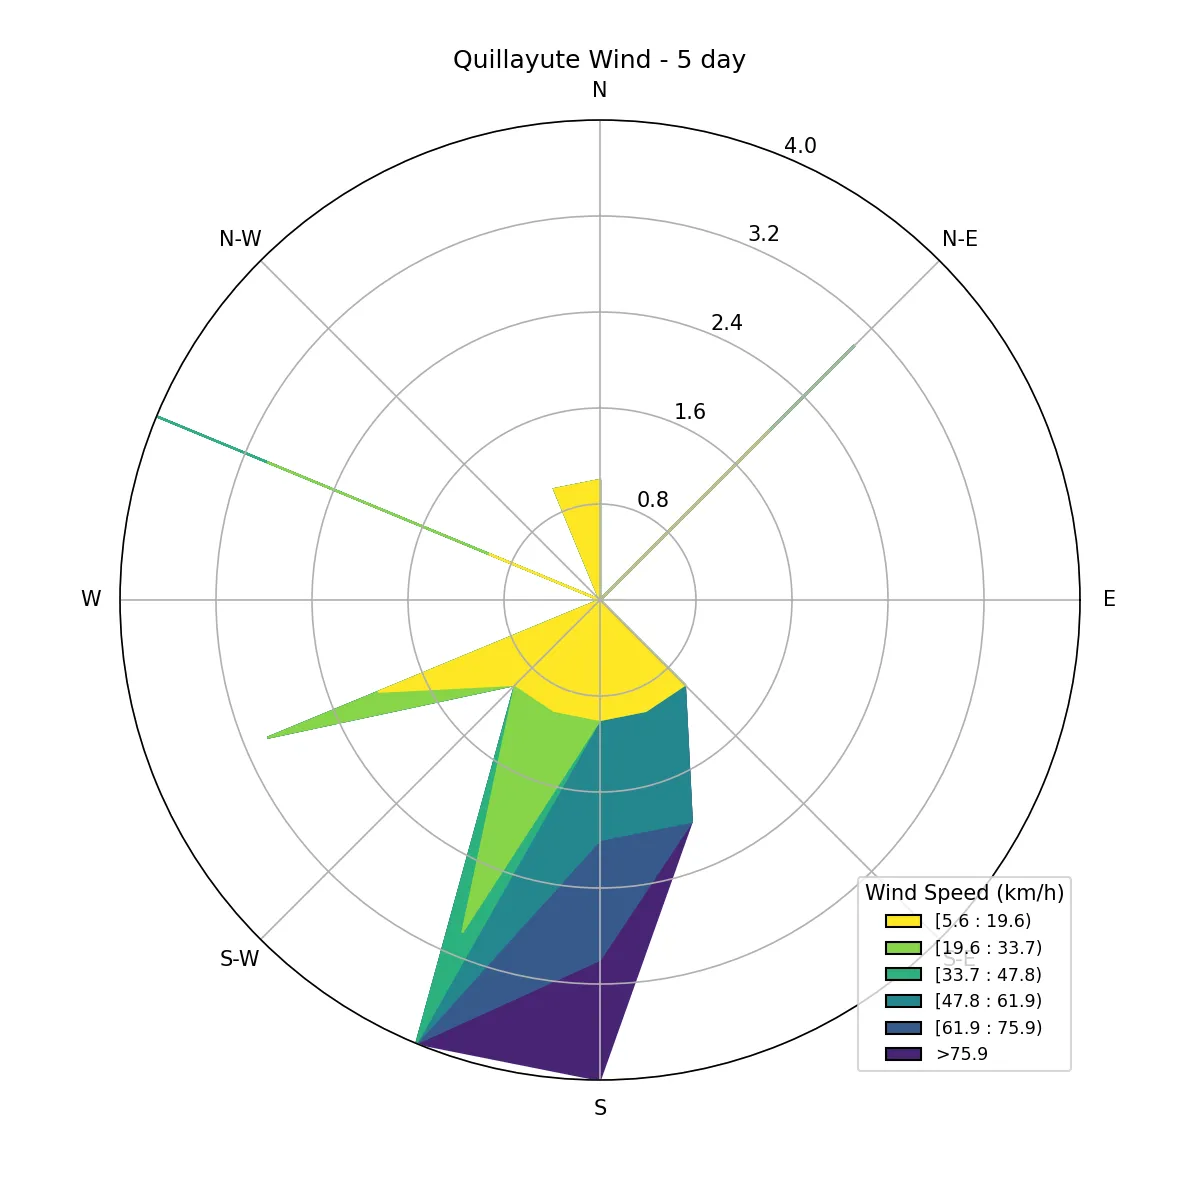 Quillayute Wind - 5 day
N
4.0
3.2
N-W
N-E
2.4
1.6
0.8
W
E
Wind Speed (km/h)
[5.6 : 19.6)
[19.6 : 33.7)
S-W
S-E
[33.7 : 47.8)
[47.8 : 61.9)
[61.9 : 75.9)
>75.9
S